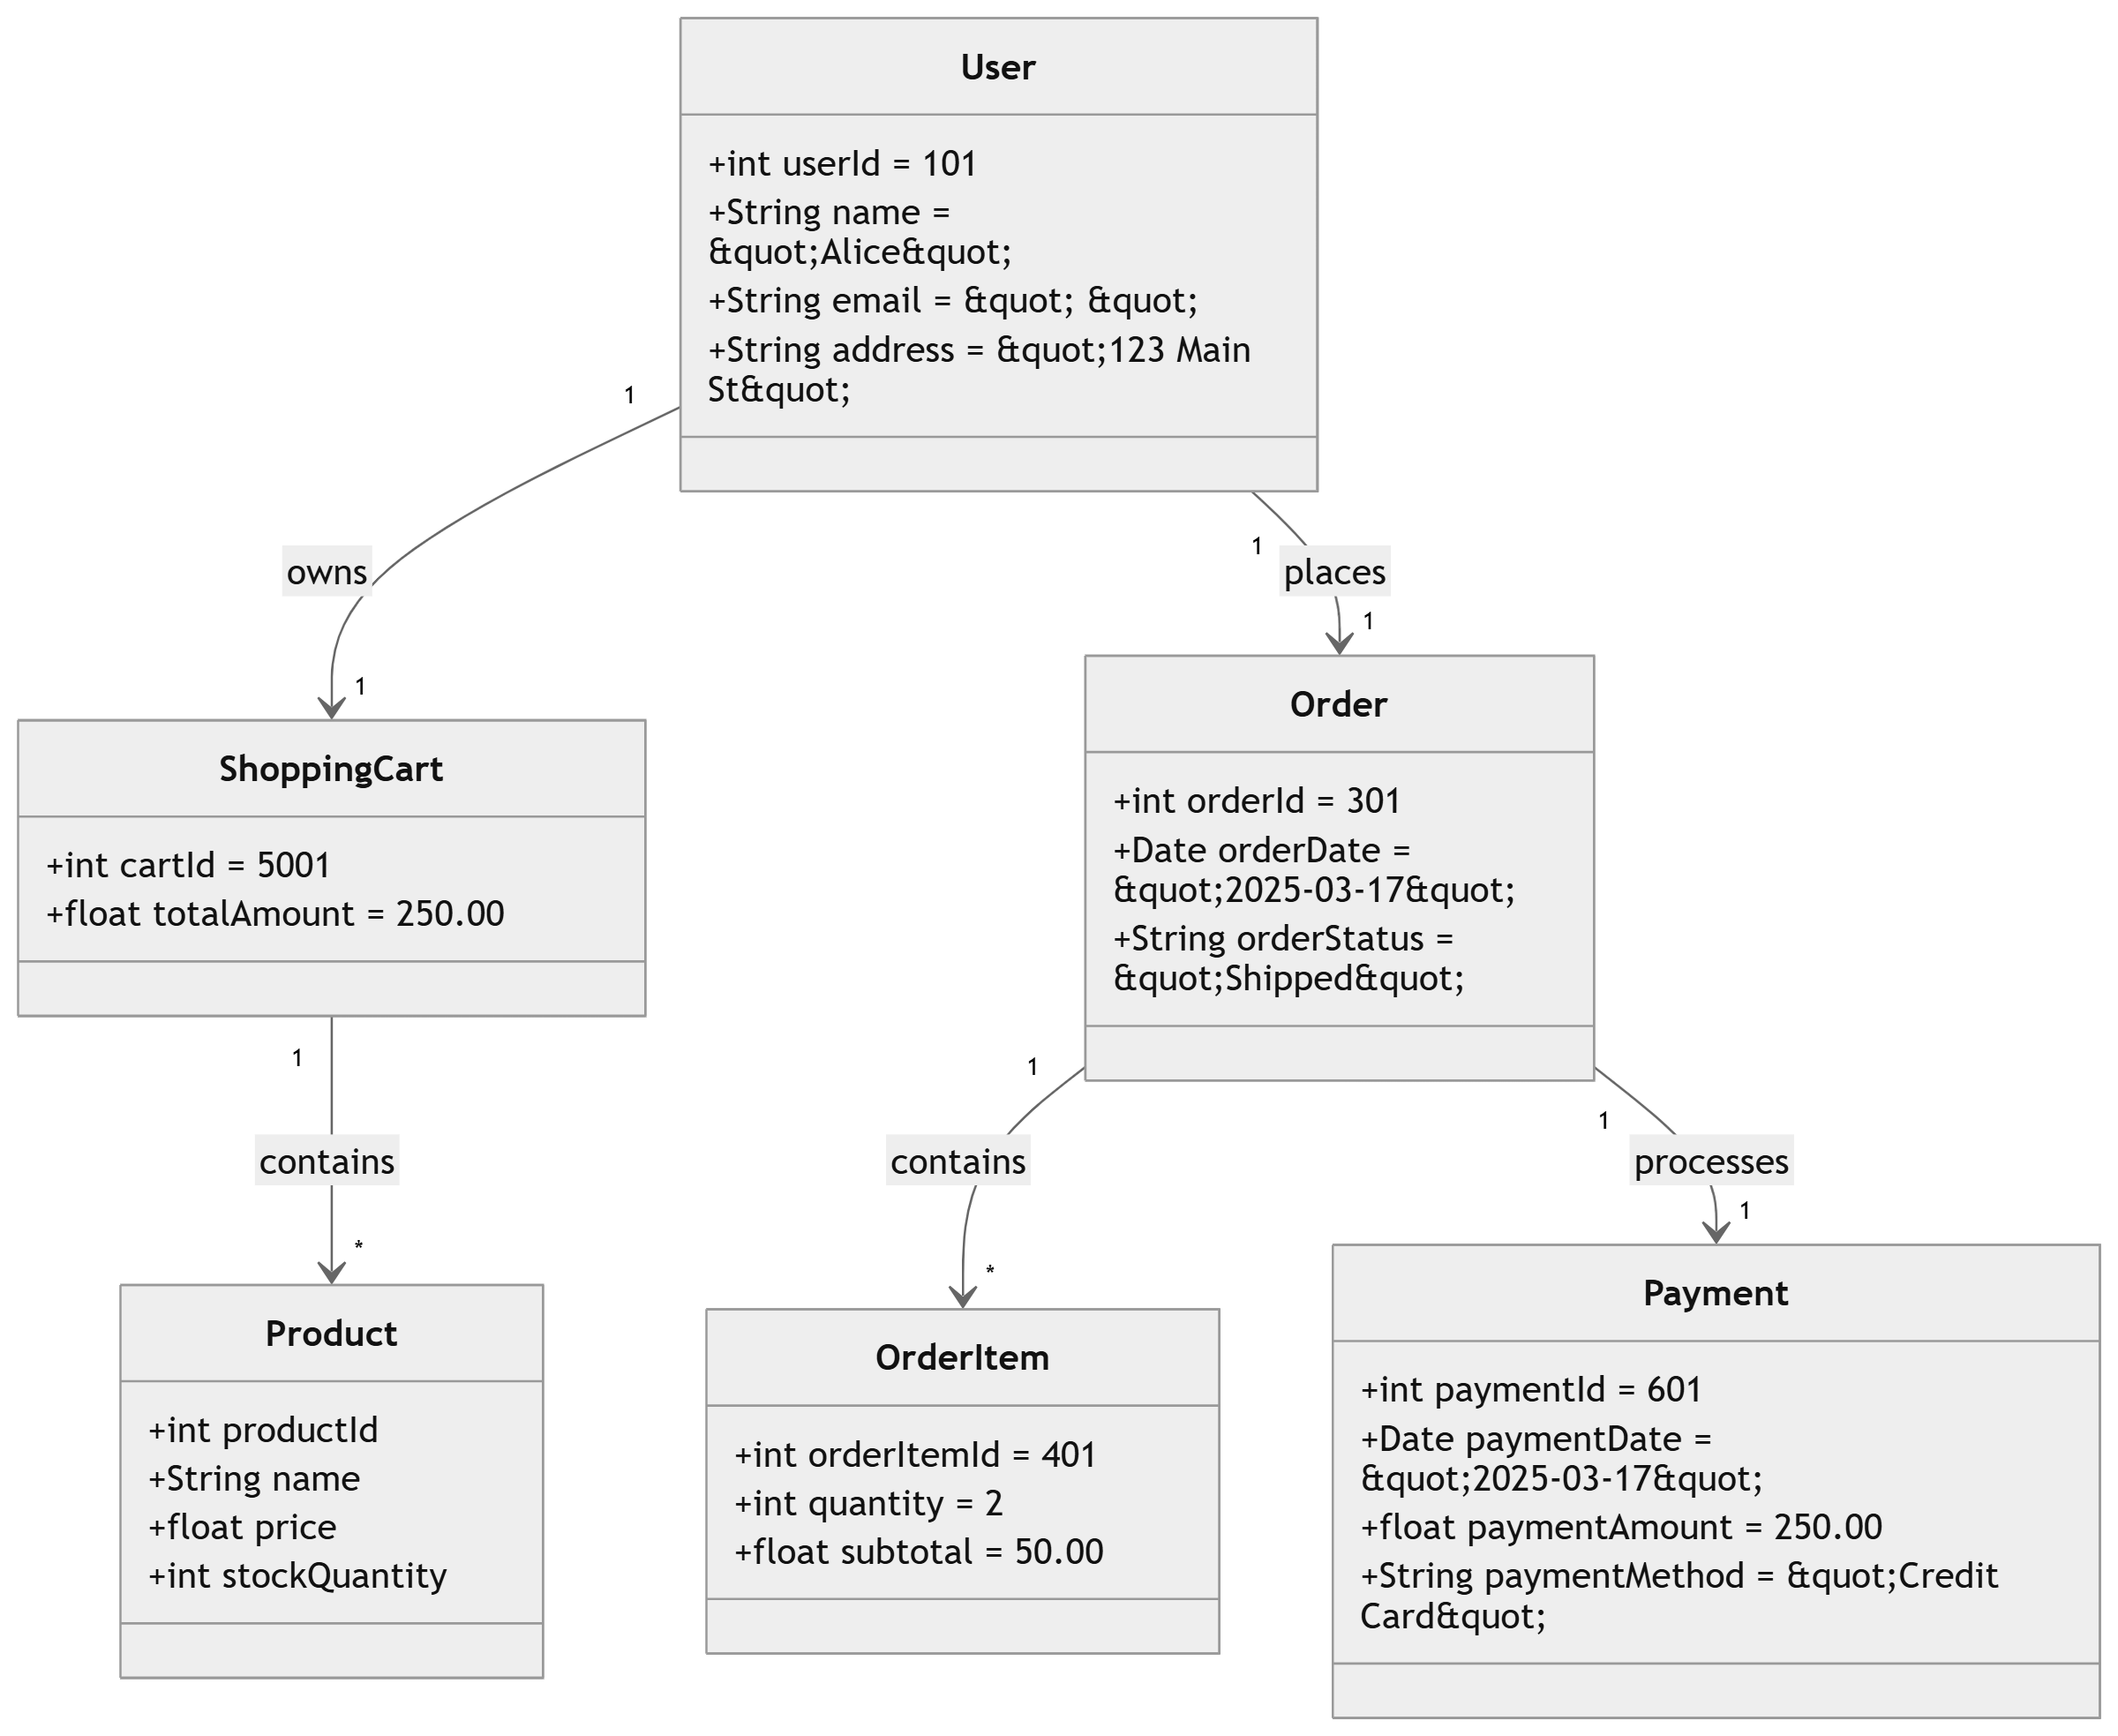 User
+int userId = 101
+String name =
&quot;Alice&quot;
+String email = &quot; &quot;
+String address = &quot;123 Main
St&quot;
1
owns
1
1
places
1
ShoppingCart
+int cartId = 5001
+float totalAmount = 250.00
Order
+int orderId = 301
+Date orderDate =
&quot;2025-03-17&quot;
+String orderStatus =
&quot;Shipped&quot;
1
contains
*
1
contains
*
1
processes
1
Product
+int productId
+String name
+float price
+int stockQuantity
OrderItem
+int orderItemId = 401
+int quantity = 2
+float subtotal = 50.00
Payment
+int paymentId = 601
+Date paymentDate =
&quot;2025-03-17&quot;
+float paymentAmount = 250.00
+String paymentMethod = &quot;Credit
Card&quot;